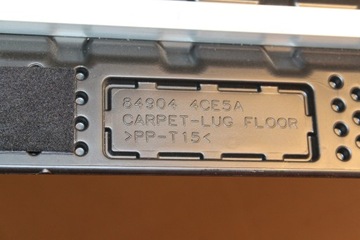 84904 4CE5A
CARPET-LUG FLOOR
>PP-T15<